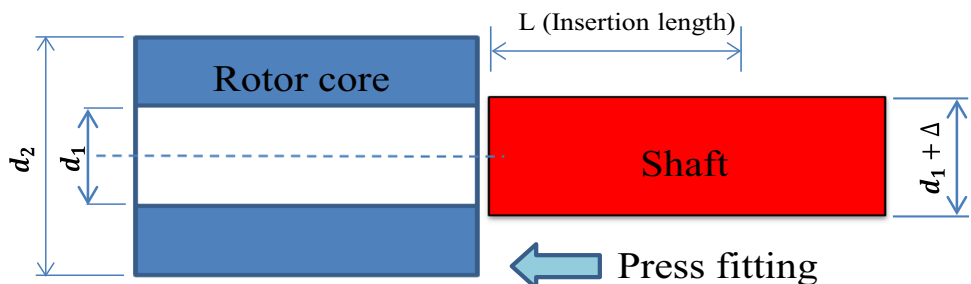 L (Insertion length)
Rotor core
d₂
d₁
Shaft
d₁ + Δ
Press fitting